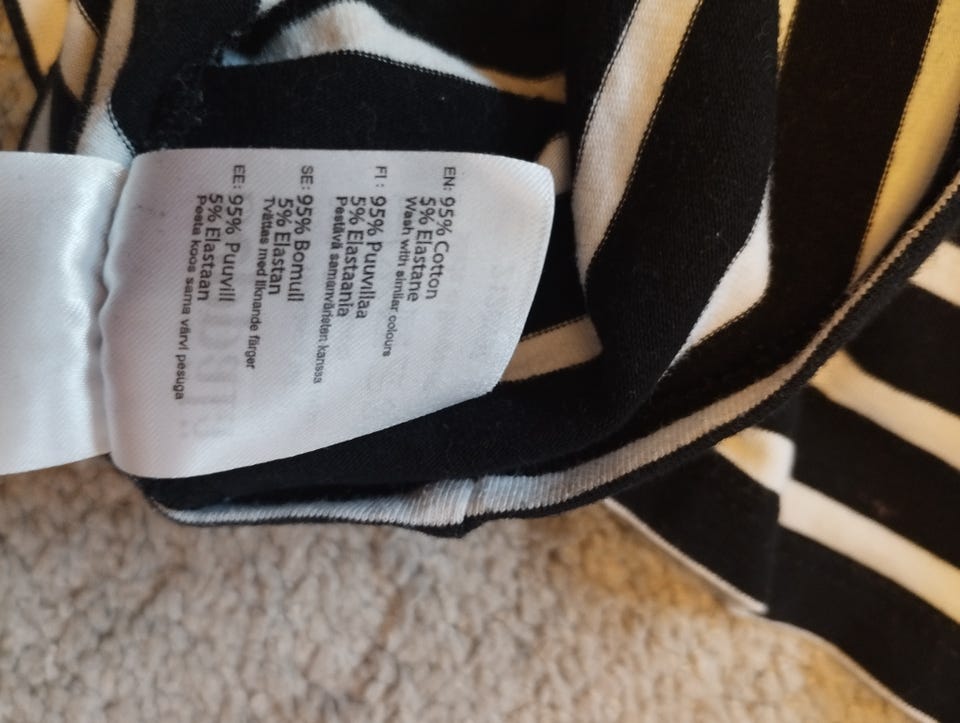 EN: 95% Cotton
5% Elastane
Wash with similar colours
FI: 95% Puuvillaa
5% Elastaania
Pestävä samanväristen kanssa
SE: 95% Bomull
5% Elastan
Tvättas med liknande färger
EE: 95% Puuvill
5% Elastaan
Pesta koos sama värvi pesuga